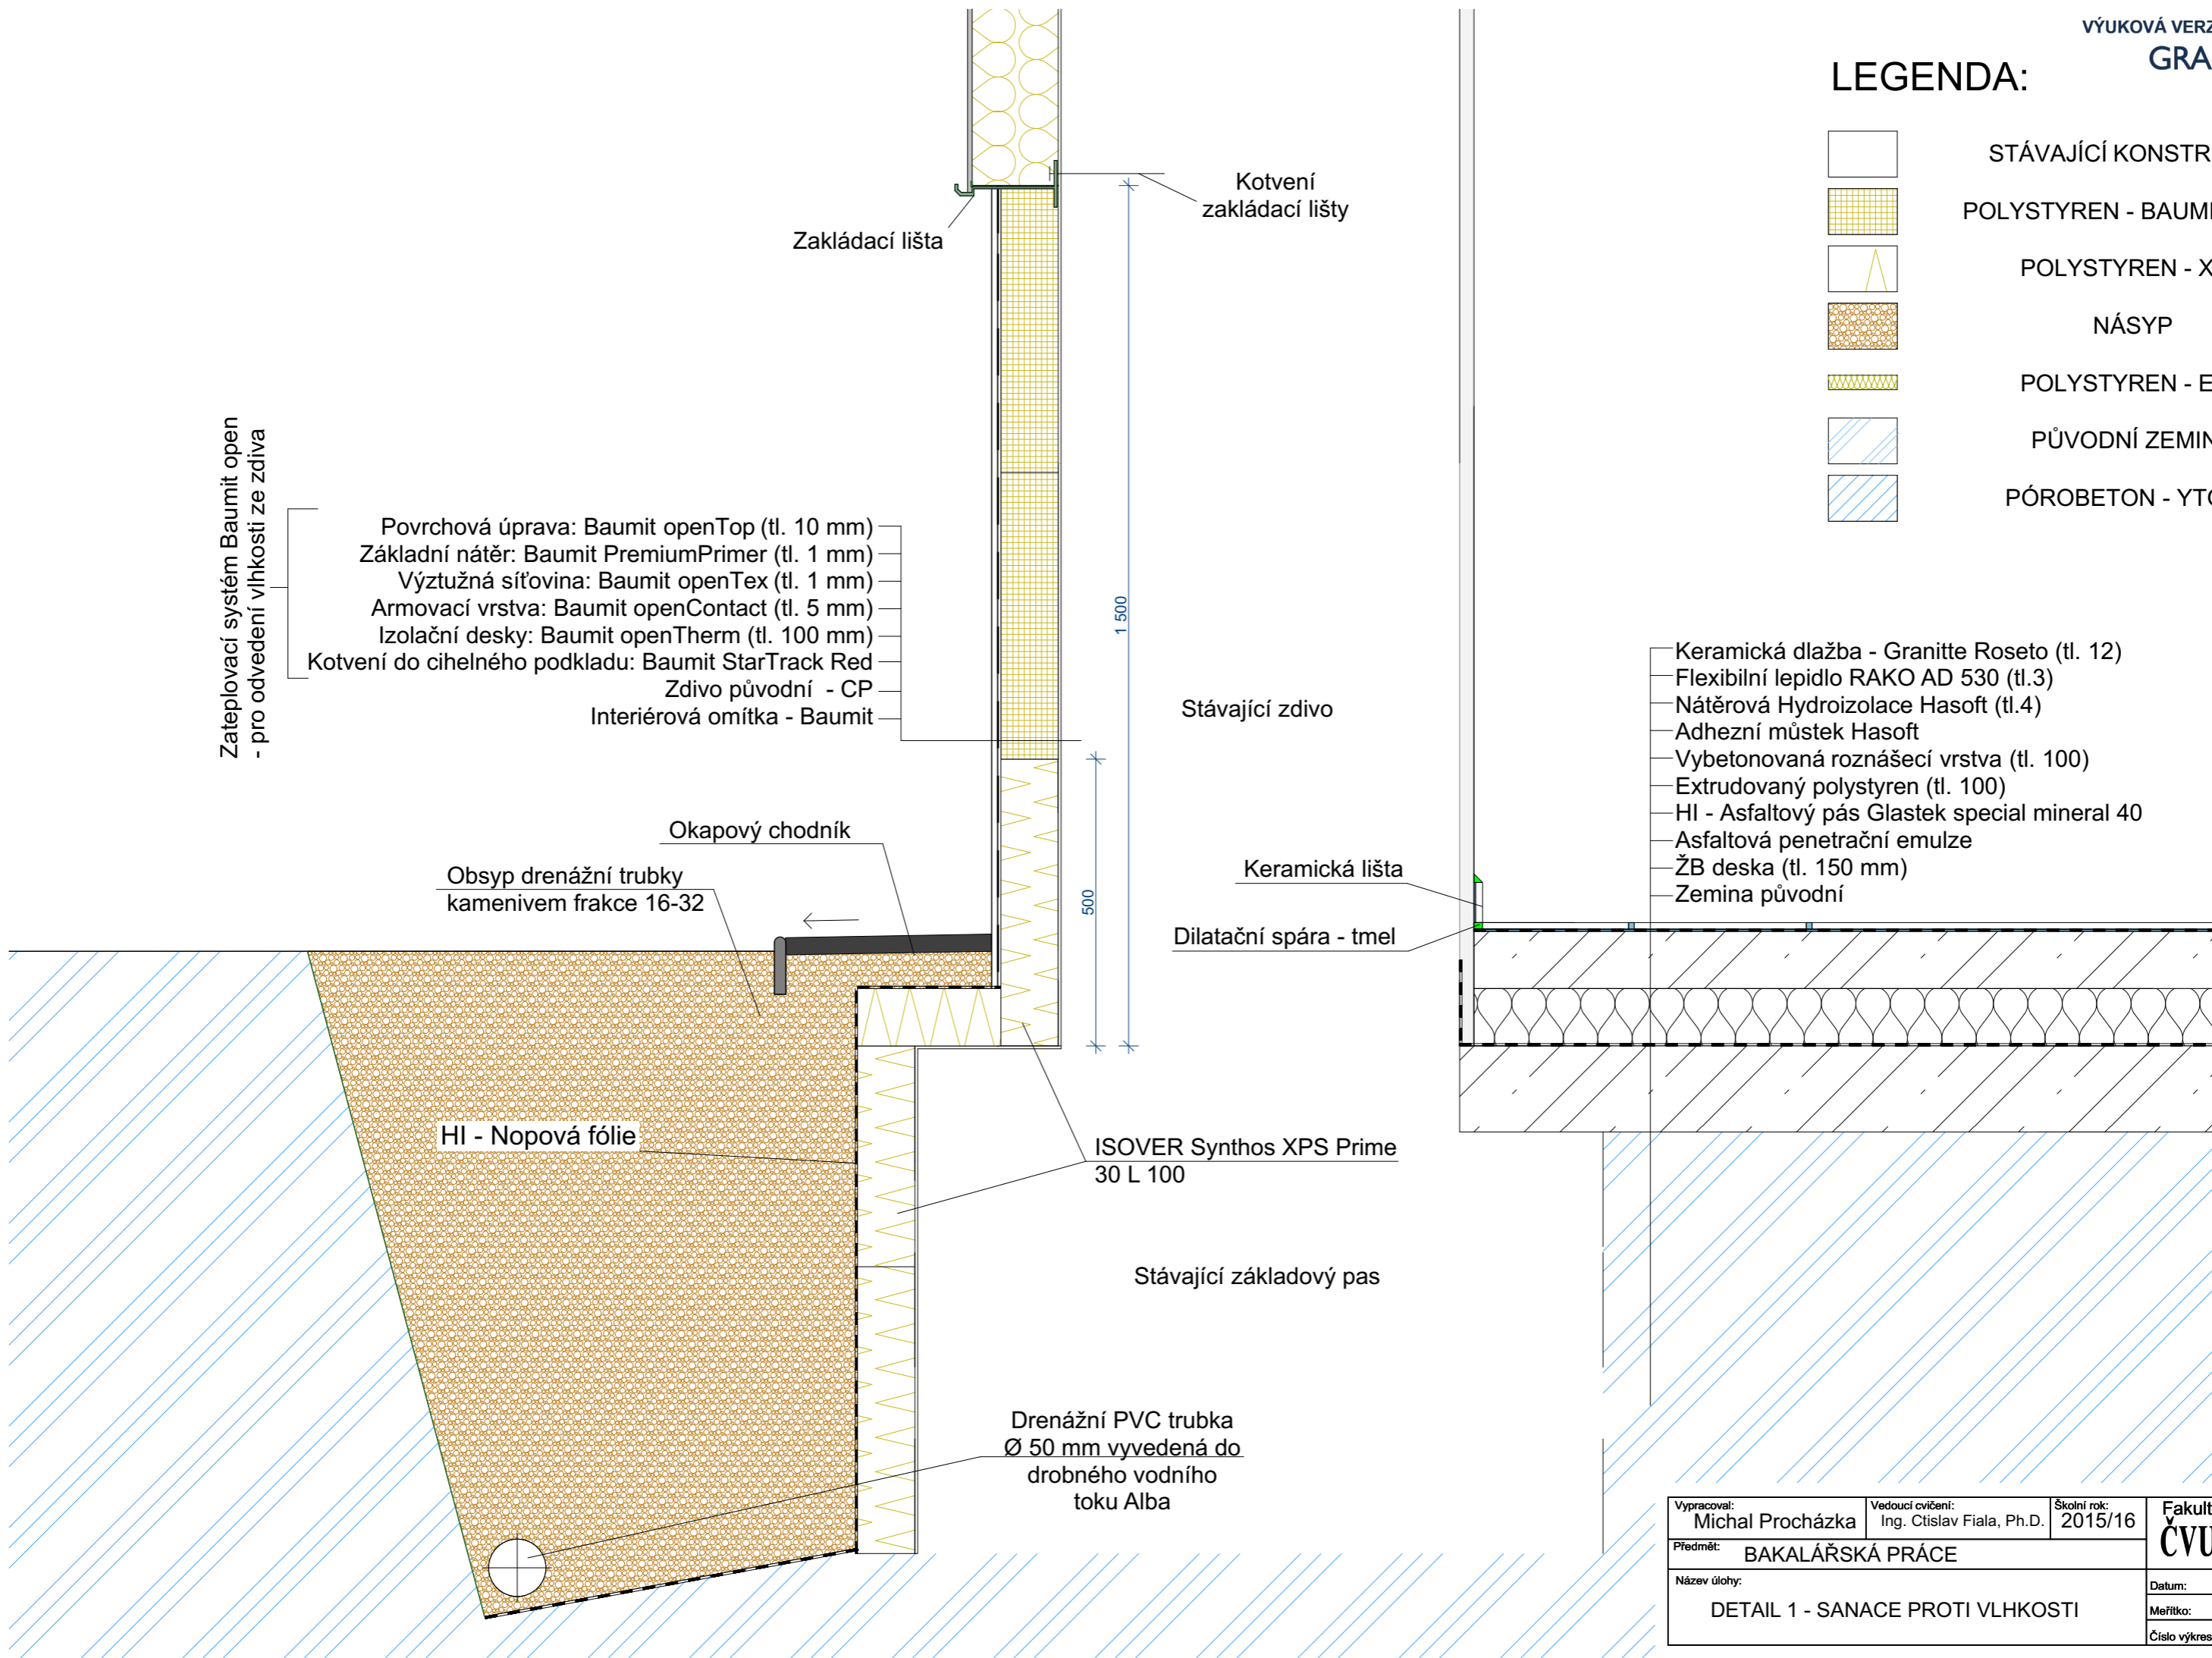 VÝUKOVÁ VERZ
GRA
LEGENDA:
STÁVAJÍCÍ KONSTR
POLYSTYREN - BAUM
POLYSTYREN - X
NÁSYP
POLYSTYREN - E
PŮVODNÍ ZEMIN
PÓROBETON - YT
Kotvení
zakládací lišty
Zakládací lišta
Zateplovací systém Baumit open
- pro odvedení vlhkosti ze zdiva
Povrchová úprava: Baumit openTop (tl. 10 mm)
Základní nátěr: Baumit PremiumPrimer (tl. 1 mm)
Výztužná síťovina: Baumit openTex (tl. 1 mm)
Armovací vrstva: Baumit openContact (tl. 5 mm)
Izolační desky: Baumit openTherm (tl. 100 mm)
Kotvení do cihelného podkladu: Baumit StarTrack Red
Zdivo původní - CP
Interiérová omítka - Baumit
1 500
500
Stávající zdivo
Keramická dlažba - Granitte Roseto (tl. 12)
Flexibilní lepidlo RAKO AD 530 (tl.3)
Nátěrová Hydroizolace Hasoft (tl.4)
Adhezní můstek Hasoft
Vybetonovaná roznášecí vrstva (tl. 100)
Extrudovaný polystyren (tl. 100)
HI - Asfaltový pás Glastek special mineral 40
Asfaltová penetrační emulze
ŽB deska (tl. 150 mm)
Zemina původní
Okapový chodník
Obsyp drenážní trubky
kamenivem frakce 16-32
Keramická lišta
Dilatační spára - tmel
HI - Nopová fólie
ISOVER Synthos XPS Prime
30 L 100
Stávající základový pas
Drenážní PVC trubka
Ø 50 mm vyvedená do
drobného vodního
toku Alba
Vypracoval:
Michal Procházka
Vedoucí cvičení:
Ing. Ctislav Fiala, Ph.D.
Školní rok:
2015/16
Fakult
ČVU
Předmět:
BAKALÁŘSKÁ PRÁCE
Název úlohy:
DETAIL 1 - SANACE PROTI VLHKOSTI
Datum:
Meřítko:
Číslo výkres